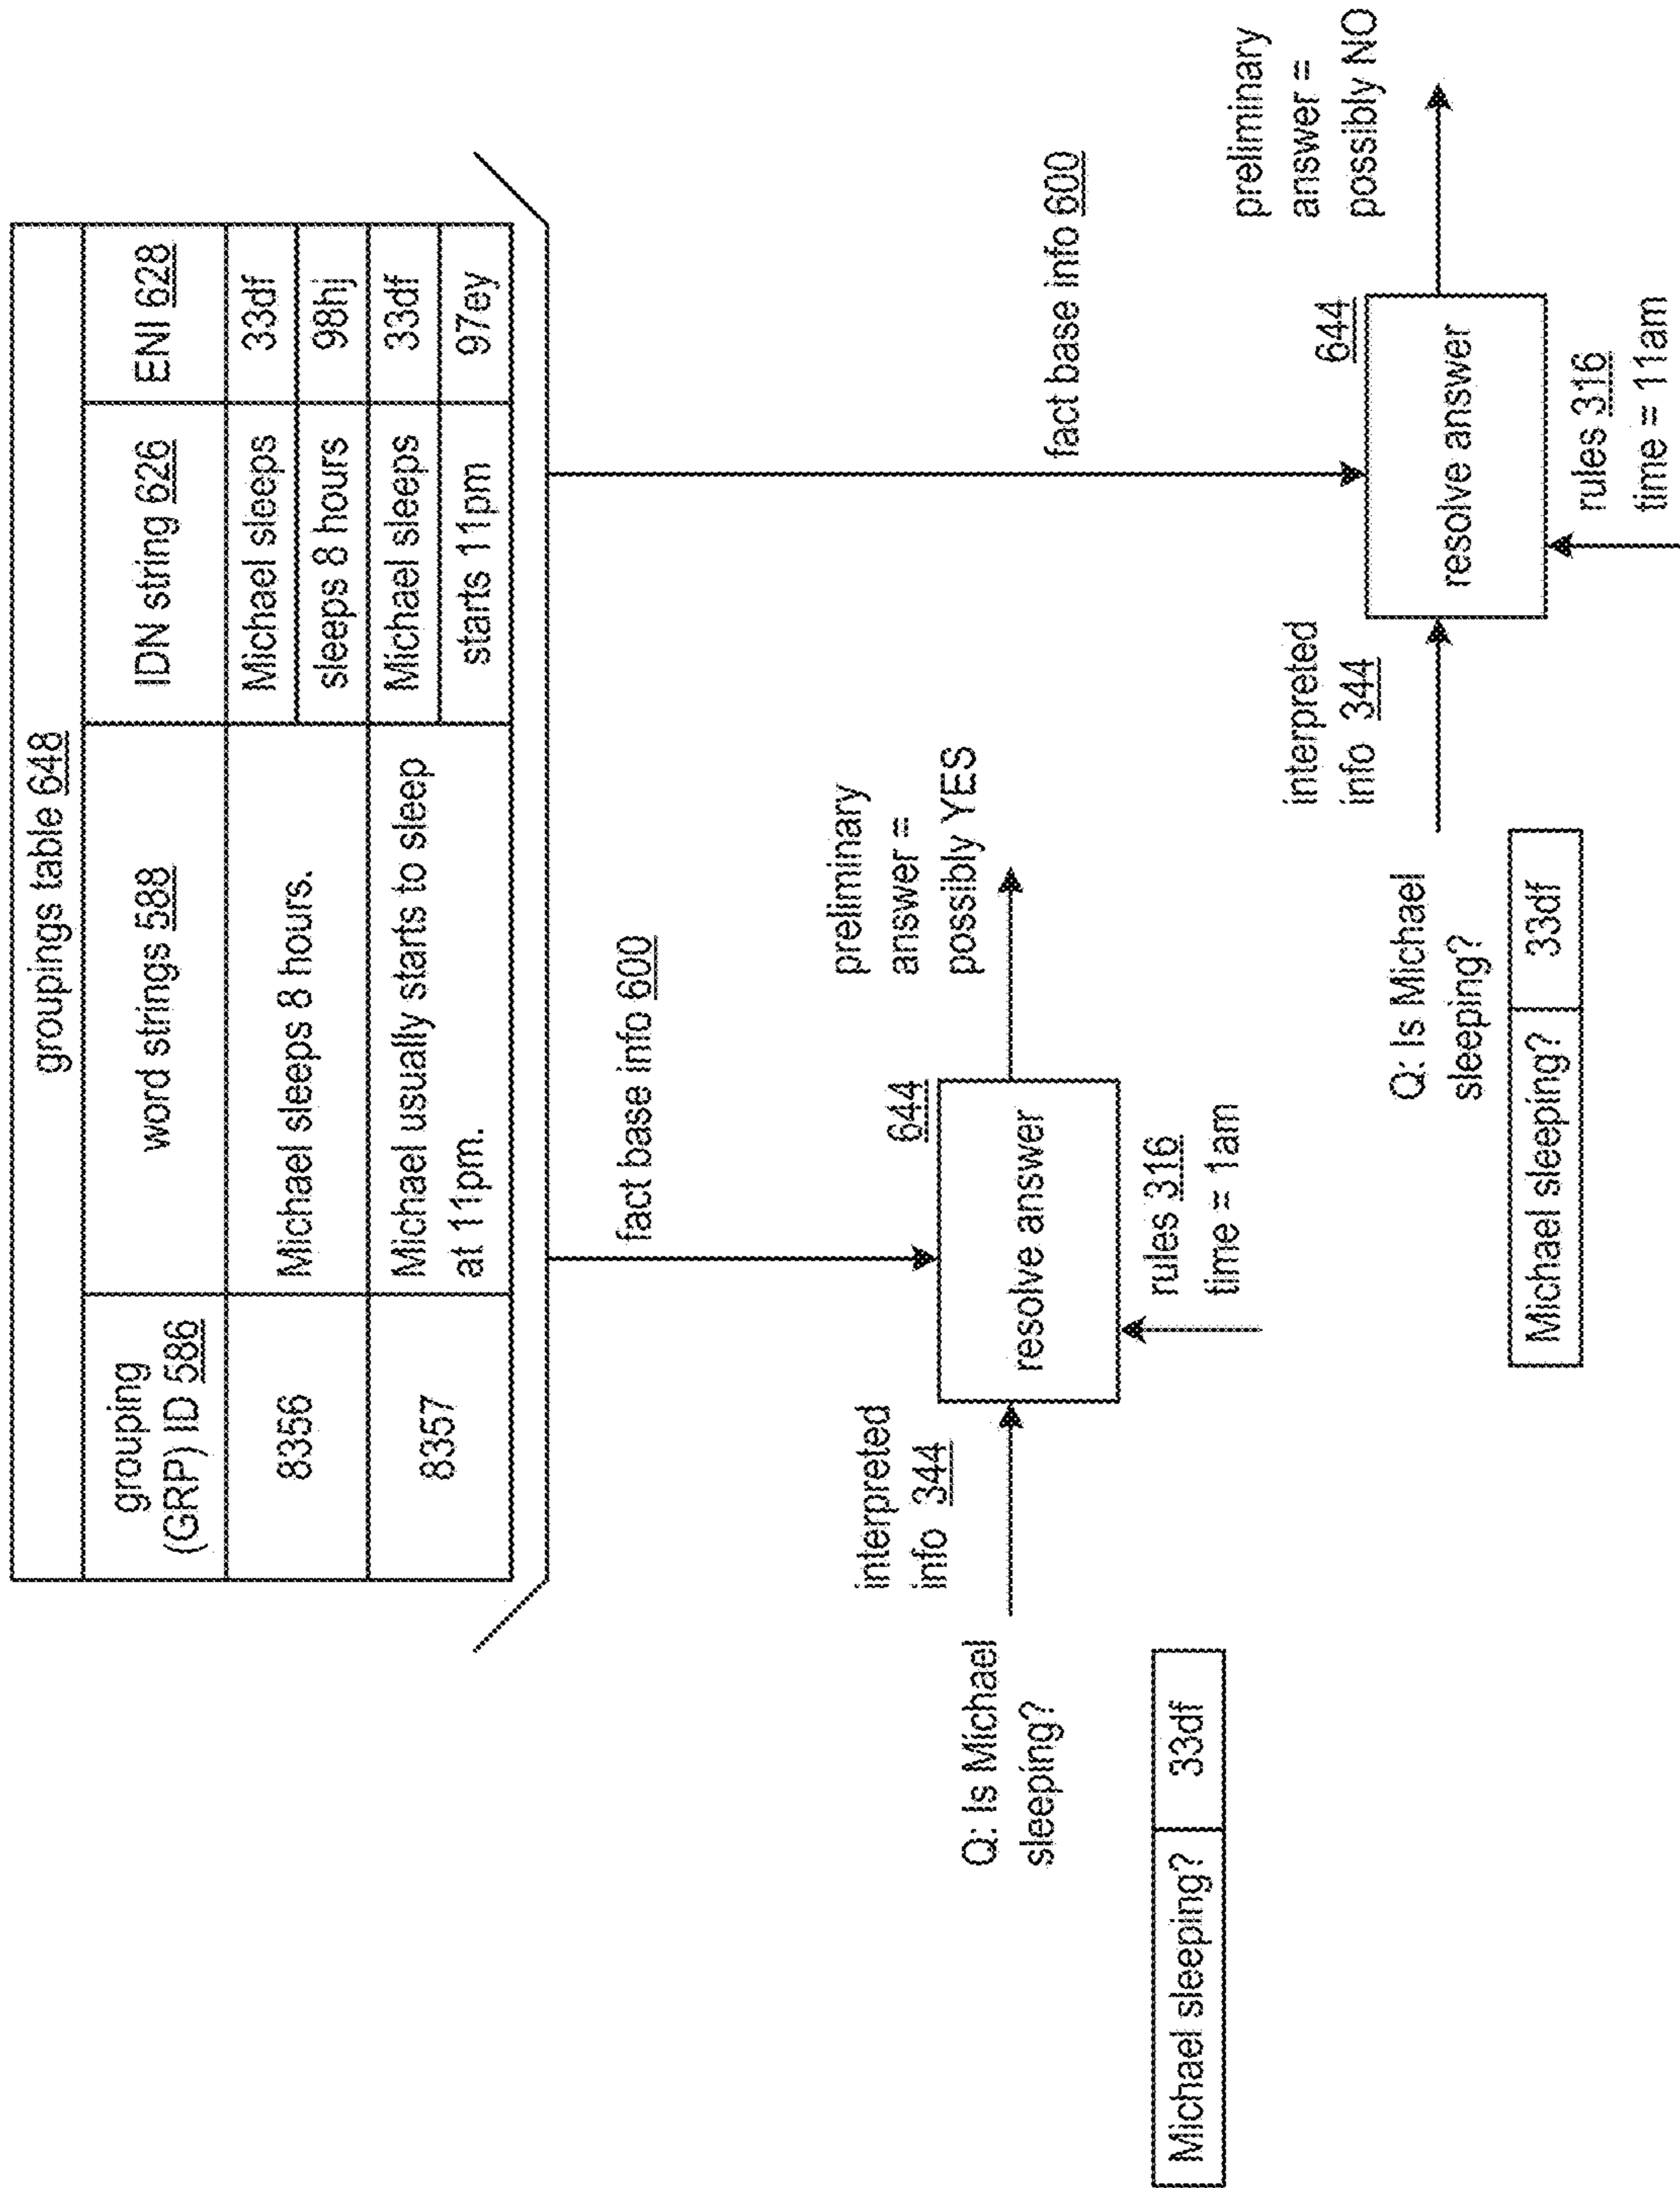 groupings table 648
grouping
(GRP) ID 586
word strings 588
IDN string 626
ENI 628
8356
Michael sleeps 8 hours.
Michael sleeps
33df
sleeps 8 hours
98hj
8357
Michael usually starts to sleep
at 11pm.
Michael sleeps
33df
starts 11pm
97ey
fact base info 600
interpreted
info 344
644
preliminary
answer =
possibly YES
Q: Is Michael
sleeping?
resolve answer
rules 316
time = 1am
Michael sleeping?
33df
fact base info 600
interpreted
info 344
644
preliminary
answer =
possibly NO
Q: Is Michael
sleeping?
resolve answer
rules 316
time = 11am
Michael sleeping?
33df